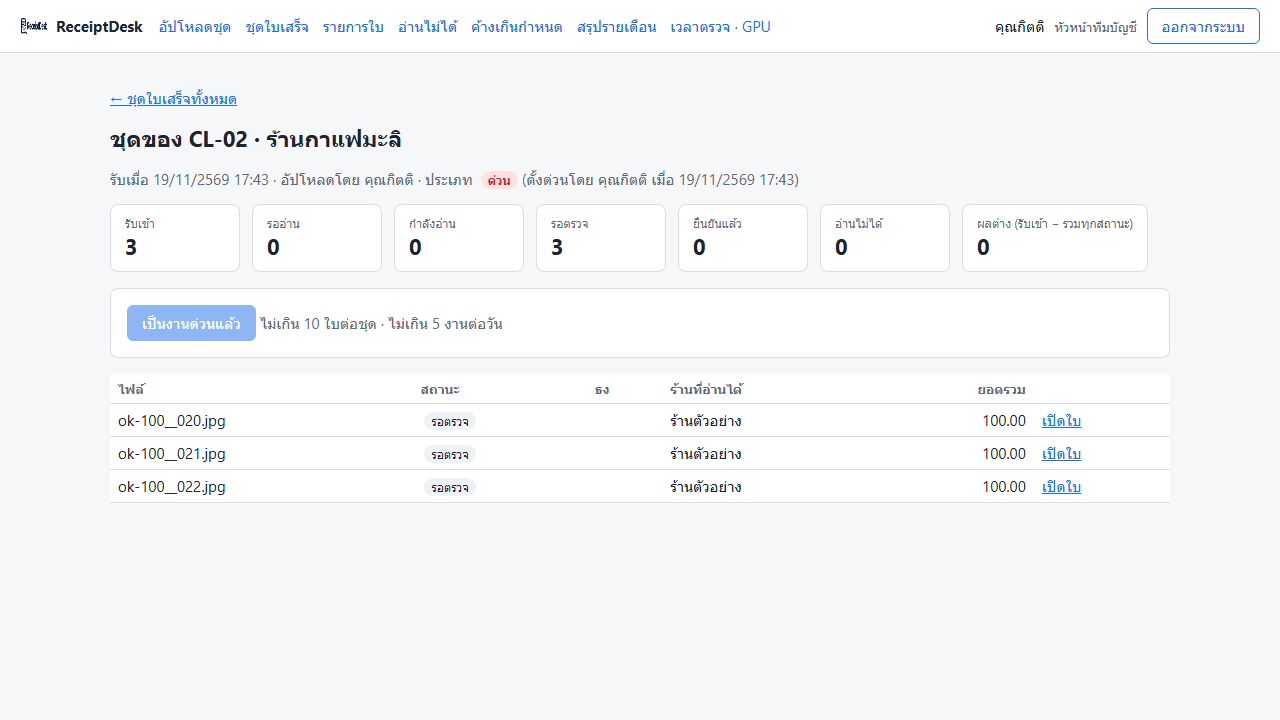 ReceiptDesk อัปโหลดชุด ชุดใบเสร็จ รายการใบ อ่านไม่ได้ ค้างเกินกำหนด สรุปรายเดือน เวลาตรวจ · GPU คุณกิตติ หัวหน้าทีมบัญชี ออกจากระบบ
← ชุดใบเสร็จทั้งหมด
ชุดของ CL-02 · ร้านกาแฟมะลิ
รับเมื่อ 19/11/2569 17:43 · อัปโหลดโดย คุณกิตติ · ประเภท ด่วน (ตั้งด่วนโดย คุณกิตติ เมื่อ 19/11/2569 17:43)
รับเข้า รออ่าน กำลังอ่าน รอตรวจ ยืนยันแล้ว อ่านไม่ได้ ผลต่าง (รับเข้า − รวมทุกสถานะ)
3 0 0 3 0 0 0
เป็นงานด่วนแล้ว ไม่เกิน 10 ใบต่อชุด · ไม่เกิน 5 งานต่อวัน
ไฟล์ สถานะ ธง ร้านที่อ่านได้ ยอดรวม
ok-100__020.jpg รอตรวจ ร้านตัวอย่าง 100.00 เปิดใบ
ok-100__021.jpg รอตรวจ ร้านตัวอย่าง 100.00 เปิดใบ
ok-100__022.jpg รอตรวจ ร้านตัวอย่าง 100.00 เปิดใบ